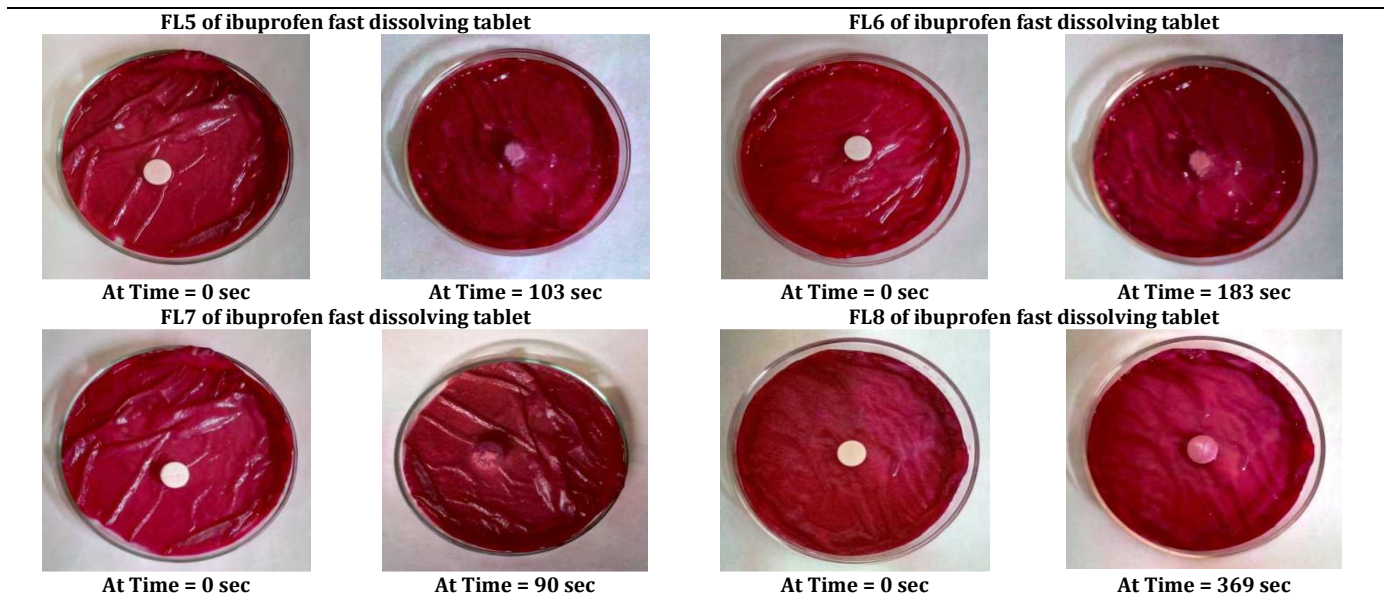 FL5 of ibuprofen fast dissolving tablet
FL6 of ibuprofen fast dissolving tablet
At Time = 0 sec
At Time = 103 sec
At Time = 0 sec
At Time = 183 sec
FL7 of ibuprofen fast dissolving tablet
FL8 of ibuprofen fast dissolving tablet
At Time = 0 sec
At Time = 90 sec
At Time = 0 sec
At Time = 369 sec